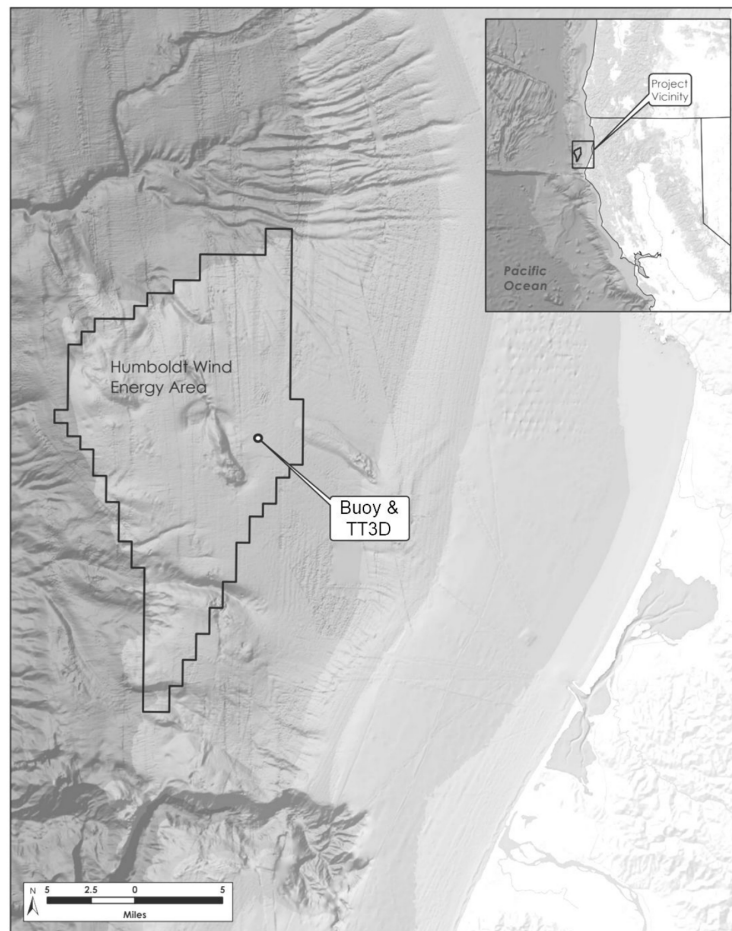 Project
Vicinity
Pacific
Ocean
Humboldt Wind
Energy Area
Buoy &
TT3D
N
5 2.5 0 5
Miles